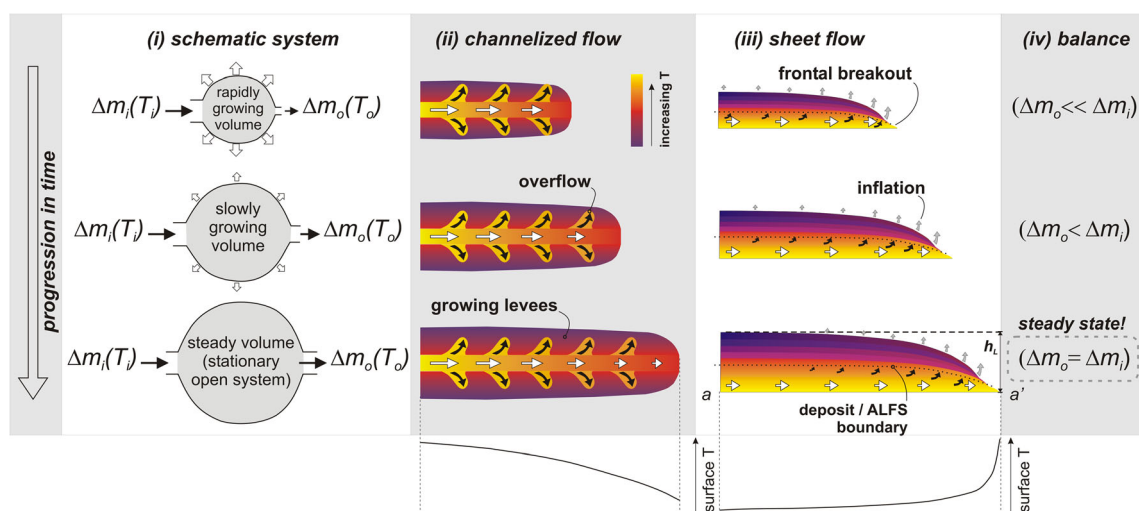 (i) schematic system
(ii) channelized flow
(iii) sheet flow
(iv) balance
progression in time
Δmᵢ(Tᵢ)
rapidly
growing
volume
Δmₒ(Tₒ)
increasing T
frontal breakout
(Δmₒ<< Δmᵢ)
Δmᵢ(Tᵢ)
slowly
growing
volume
Δmₒ(Tₒ)
overflow
inflation
(Δmₒ< Δmᵢ)
Δmᵢ(Tᵢ)
steady volume
(stationary
open system)
Δmₒ(Tₒ)
growing levees
a
hL
a'
deposit / ALFS
boundary
steady state!
(Δmₒ= Δmᵢ)
surface T
surface T